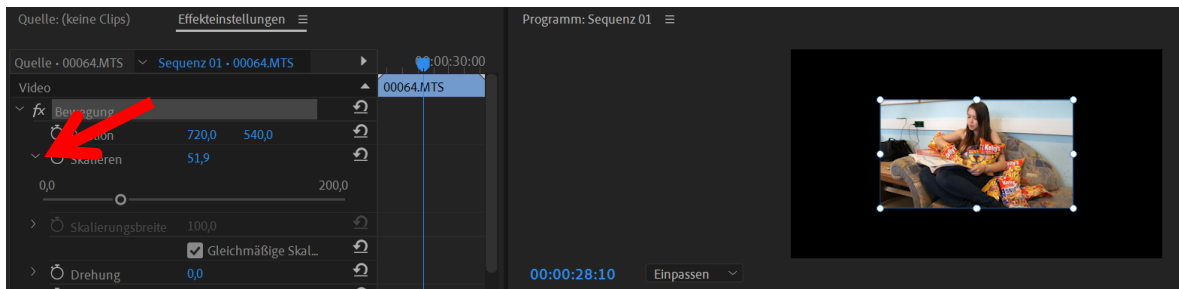 Quelle: (keine Clips) Effekteinstellungen Programm: Sequenz 01
Quelle • 00064.MTS Sequenz 01 • 00064.MTS 00:00:30:00
Video 00064.MTS
fx Bewegung
720,0 540,0
Skalieren 51,9
0,0 200,0
Skalierungsbreite 100,0
Gleichmäßige Skal...
Drehung 0,0
00:00:28:10 Einpassen